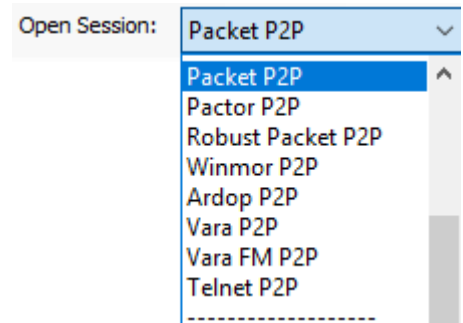 Open Session: Packet P2P
Packet P2P
Pactor P2P
Robust Packet P2P
Winmor P2P
Ardop P2P
Vara P2P
Vara FM P2P
Telnet P2P
-------------------